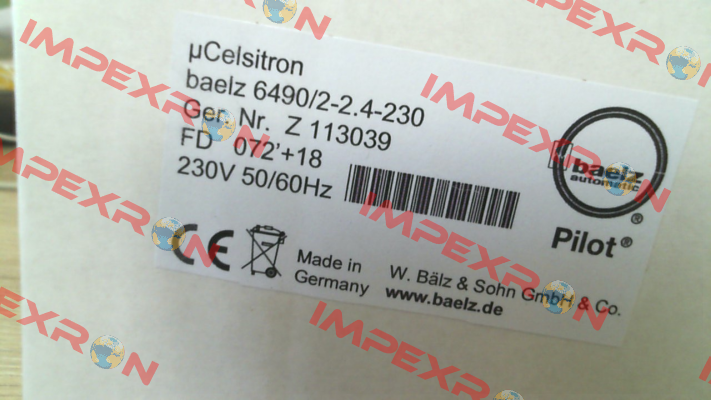 µCelsitron
baelz 6490/2-2.4-230
Ger. Nr. Z 113039
FD 072'+18
230V 50/60Hz
baelz
automatic
®
Pilot®
CE
Made in
Germany
W. Bälz & Sohn GmbH & Co.
www.baelz.de
IMPEXRON
IMPEXRON
IMPEXRON
IMPEXRON
IMPEXRON
IMPEXRON
IMPEXRON